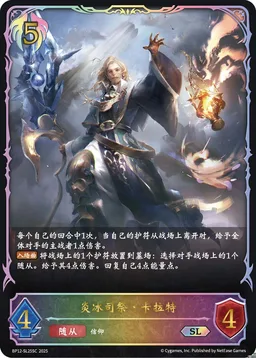 5
每个自己的回合中1次，当自己的护符从战场上离开时，给予全
体对手的主战者1点伤害。
入场曲 将战场上的1个护符放置到墓场：选择对手战场上的1个
随从。给予其4点伤害。回复自己4点能量点。
炎冰司祭·卡拉特
4
随从
信仰
SL
4
BP13-SL25SC 2025
© Cygames, Inc. Published by NetEase Games